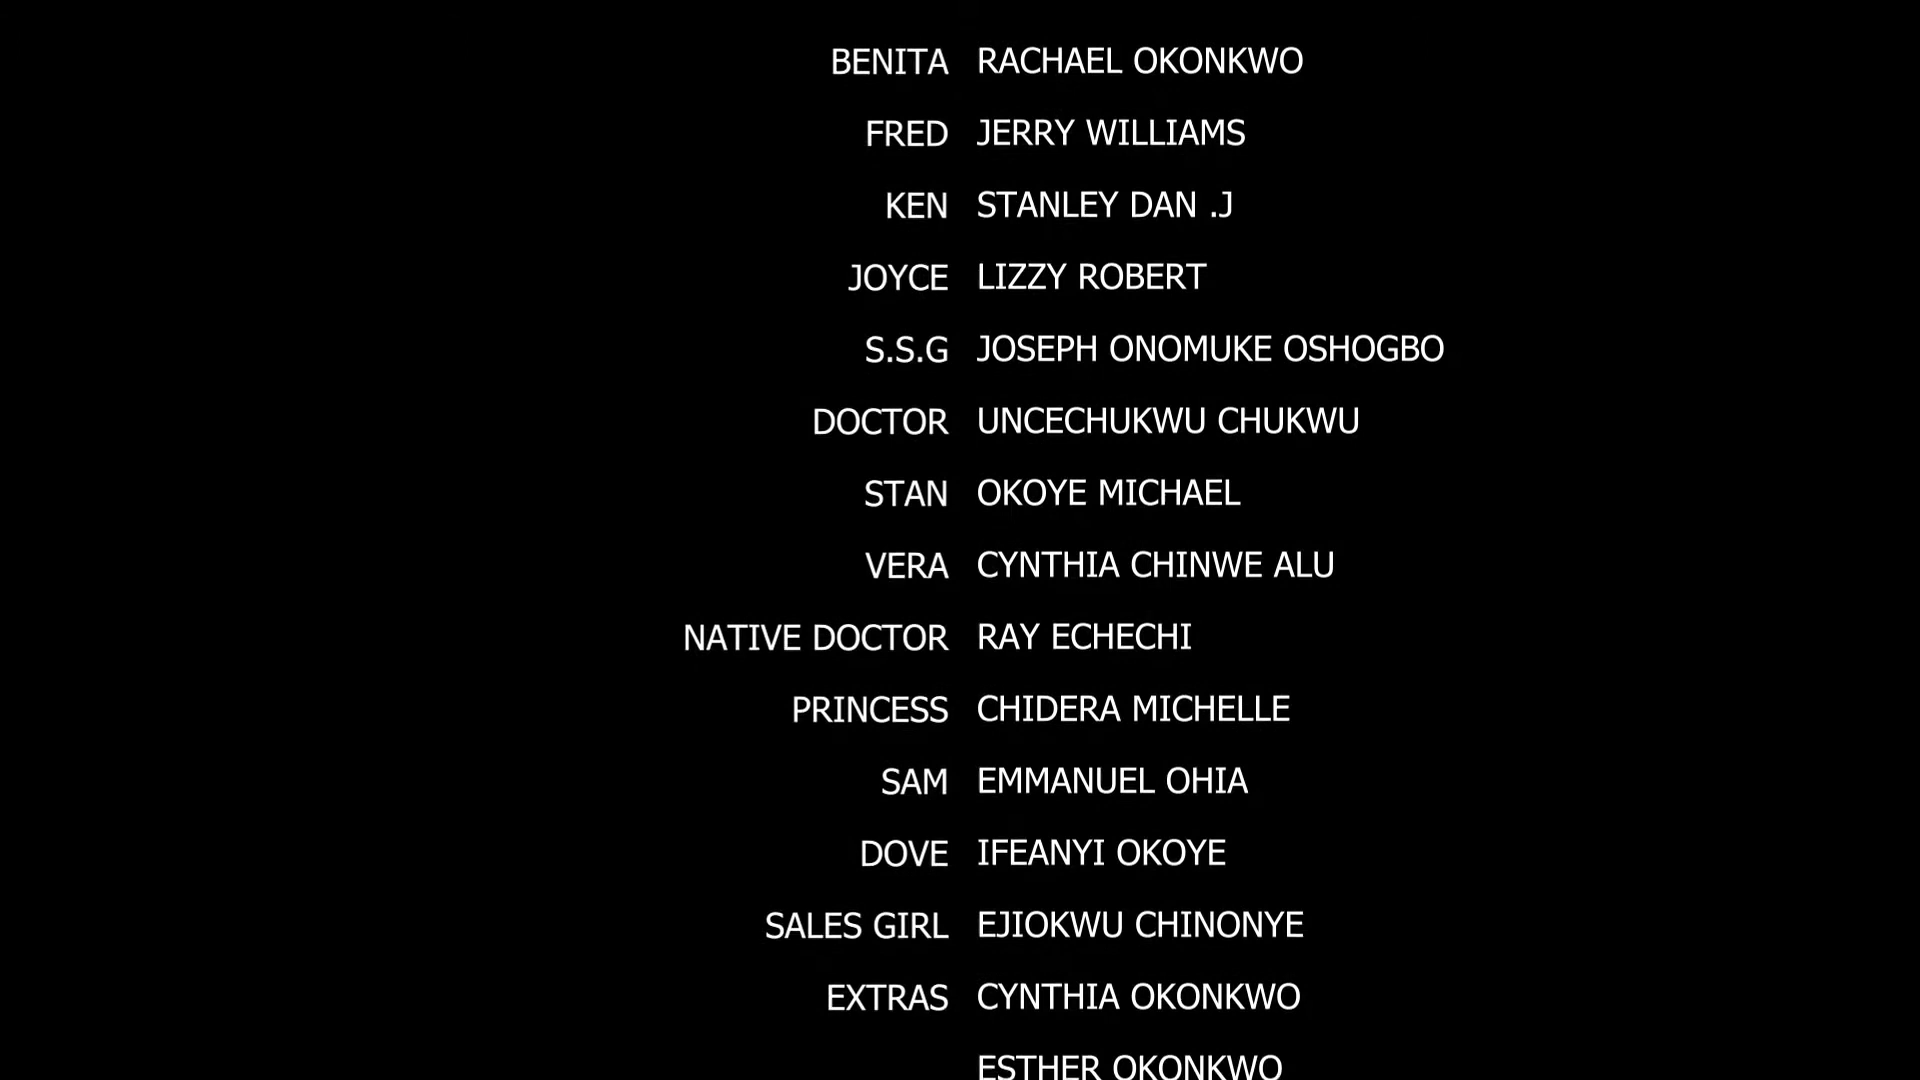 BENITA RACHAEL OKONKWO
FRED JERRY WILLIAMS
KEN STANLEY DAN .J
JOYCE LIZZY ROBERT
S.S.G JOSEPH ONOMUKE OSHOGBO
DOCTOR UNCECHUKWU CHUKWU
STAN OKOYE MICHAEL
VERA CYNTHIA CHINWE ALU
NATIVE DOCTOR RAY ECHECHI
PRINCESS CHIDERA MICHELLE
SAM EMMANUEL OHIA
DOVE IFEANYI OKOYE
SALES GIRL EJIOKWU CHINONYE
EXTRAS CYNTHIA OKONKWO
ESTHER OKONKWO